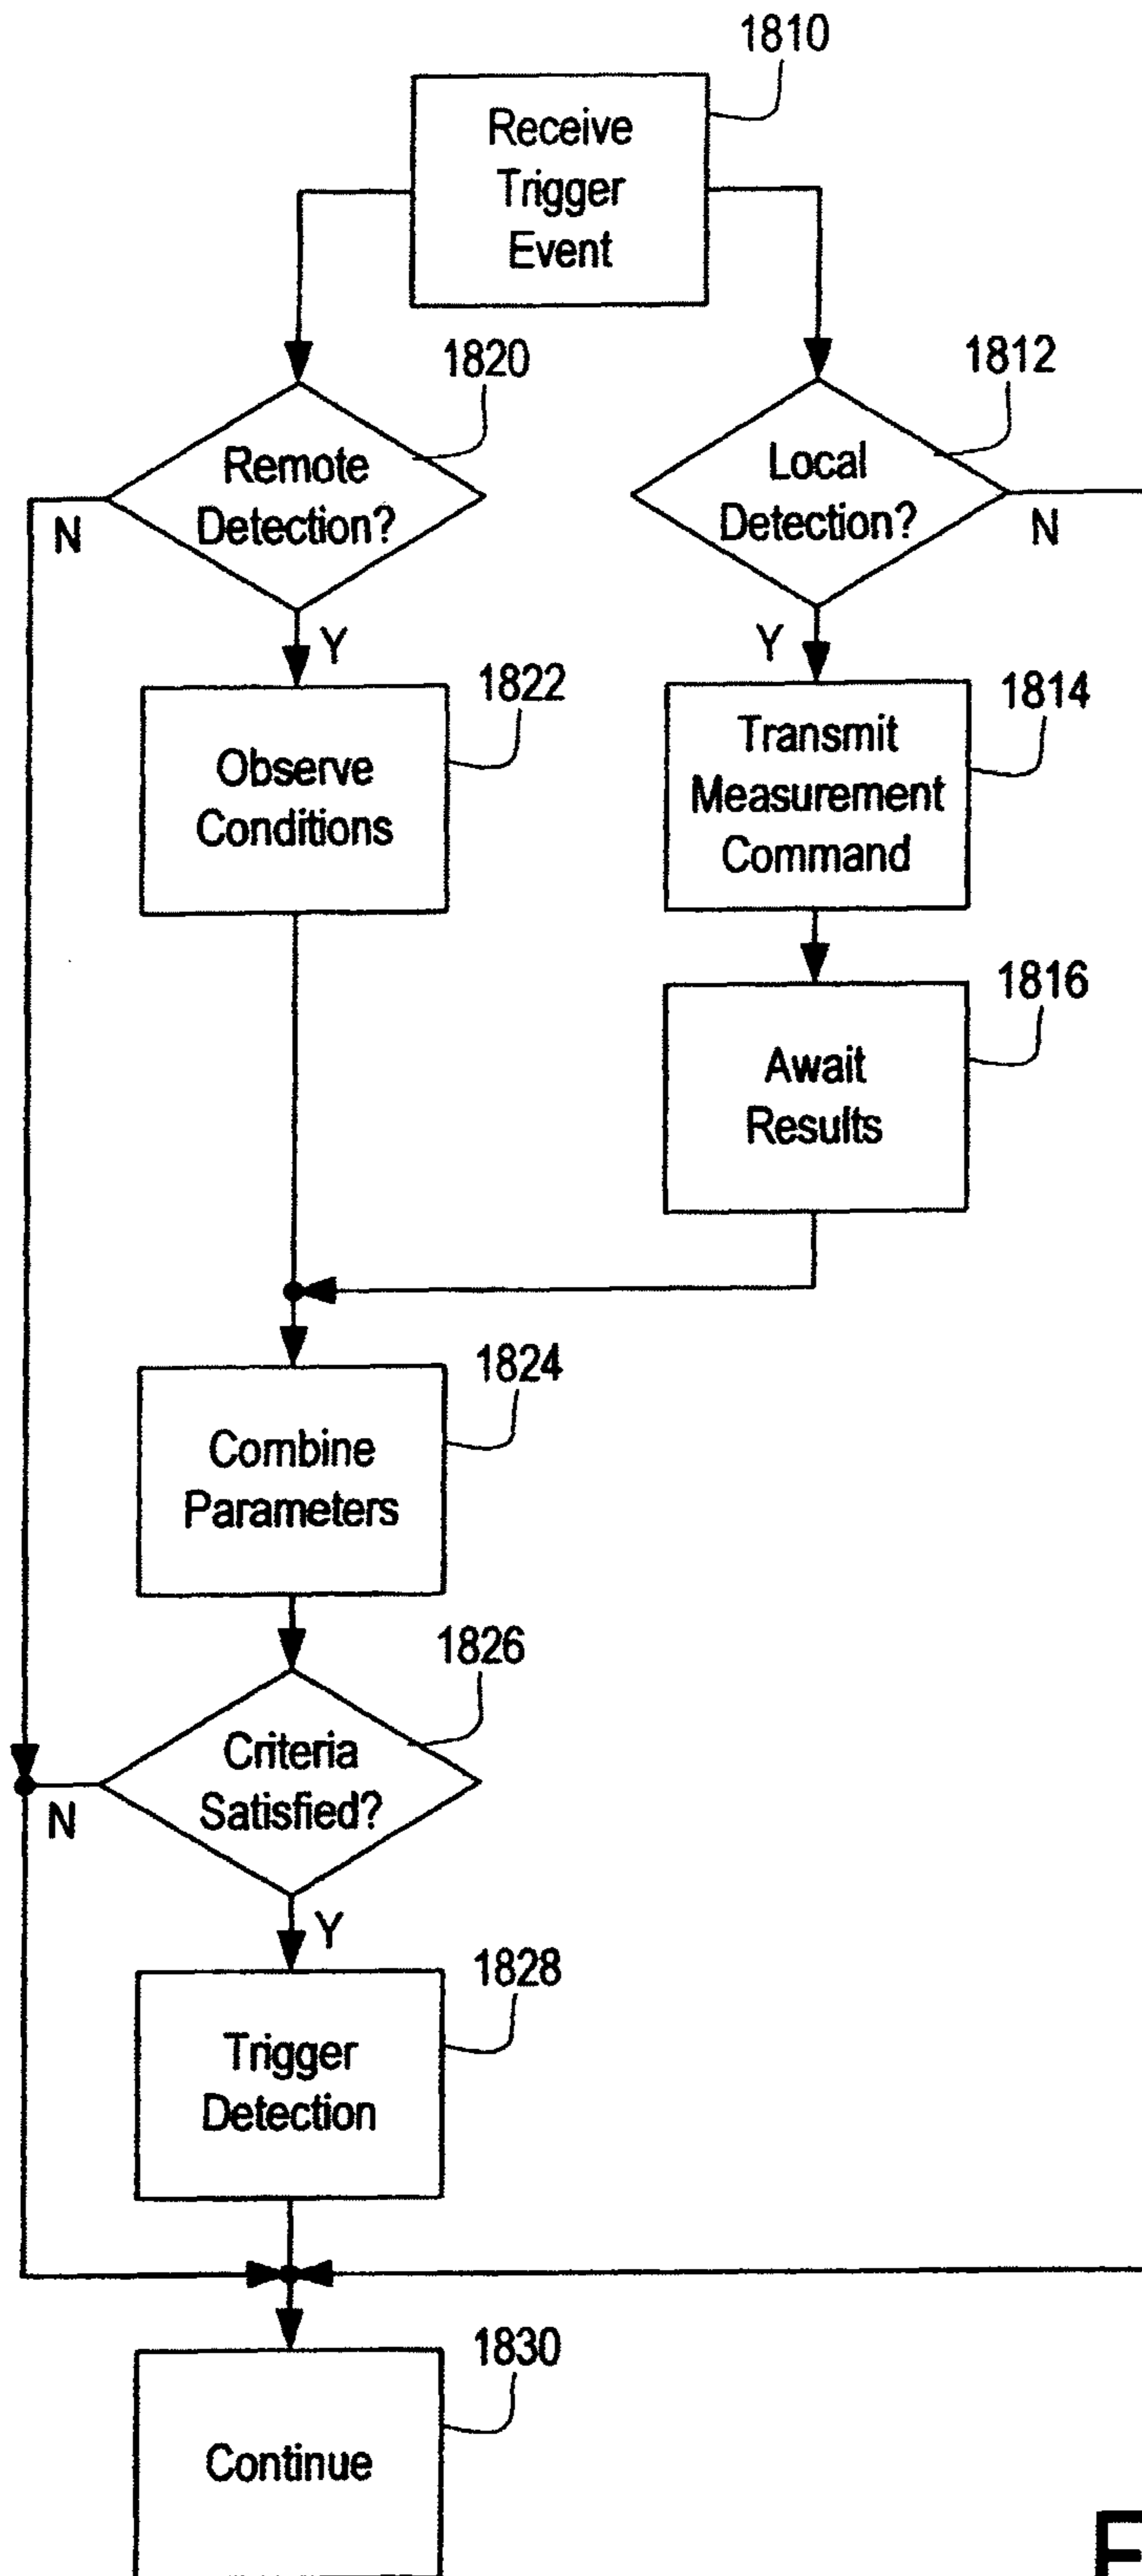 1810
Receive
Trigger
Event
1820
1812
Remote
Detection?
Local
Detection?
N
N
Y
Y
1822
1814
Observe
Conditions
Transmit
Measurement
Command
1816
Await
Results
1824
Combine
Parameters
1826
Criteria
Satisfied?
N
Y
1828
Trigger
Detection
1830
Continue